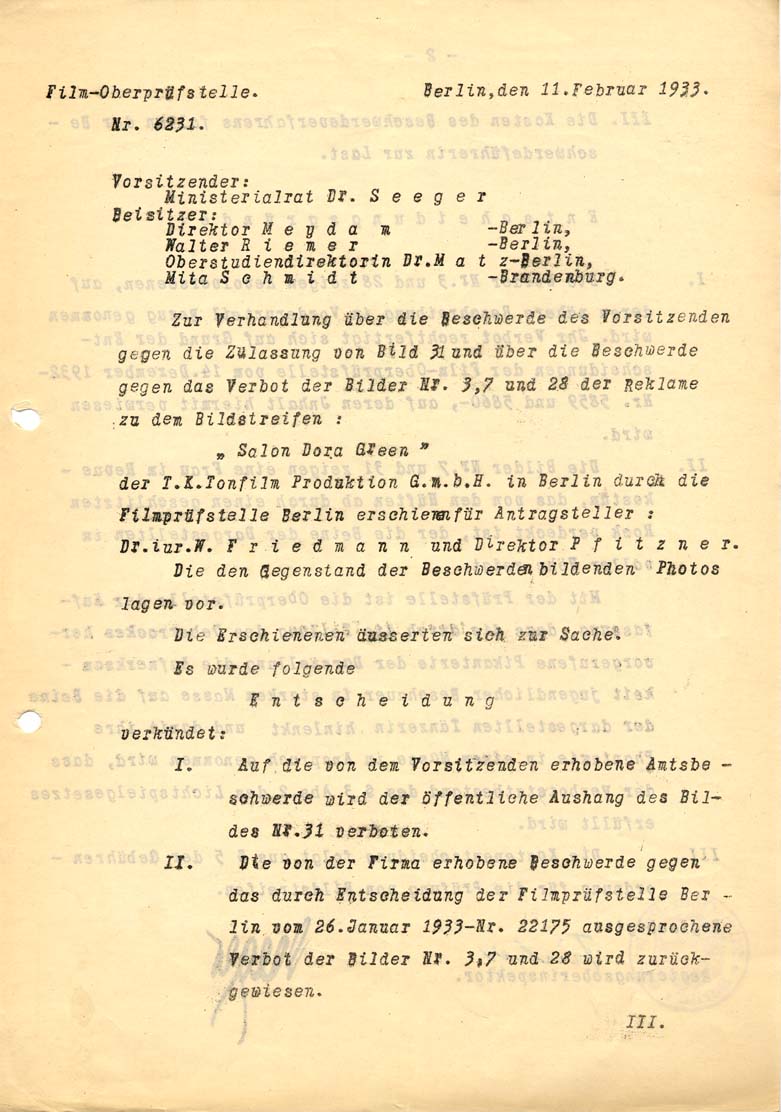 Film-Oberprüfstelle. Berlin,den 11.Februar 1933.
Nr. 6231.
Vorsitzender:
Ministerialrat Dr. S e e g e r
Beisitzer:
Direktor M e y d a m -Berlin,
Walter R i e m e r -Berlin,
Oberstudiendirektorin Dr.M a t z-Berlin,
Mita S c h m i d t -Brandenburg.
Zur Verhandlung über die Beschwerde des Vorsitzenden
gegen die Zulassung von Bild 31 und über die Beschwerde
gegen das Verbot der Bilder Nr. 3,7 und 28 der Reklame
zu dem Bildstreifen :
„ Salon Dora Green "
der T.K.Tonfilm Produktion G.m.b.H. in Berlin durch die
Filmprüfstelle Berlin erschienen für Antragsteller :
Dr.iur.W. F r i e d m a n n und Direktor P f i t z n e r.
Die den Gegenstand der Beschwerden bildenden Photos
lagen vor.
Die Erschienenen äusserten sich zur Sache.
Es wurde folgende
E n t s c h e i d u n g
verkündet:
I. Auf die von dem Vorsitzenden erhobene Amtsbe -
schwerde wird der öffentliche Aushang des Bil-
des Nr.31 verboten.
II. Die von der Firma erhobene Beschwerde gegen
das durch Entscheidung der Filmprüfstelle Ber -
lin vom 26.Januar 1933-Nr. 22175 ausgesprochene
Verbot der Bilder Nr. 3,7 und 28 wird zurück-
gewiesen.
III.